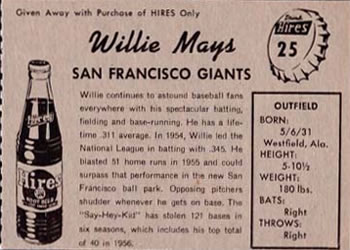 Given Away with Purchase of HIRES Only
Drink
Hires
25
Willie Mays
SAN FRANCISCO GIANTS
Willie continues to astound baseball fans
everywhere with his spectacular batting,
fielding and base-running. He has a life-
time .311 average. In 1954, Willie led the
National League in batting with .345. He
blasted 51 home runs in 1955 and could
surpass that performance in the new San
Francisco ball park. Opposing pitchers
shudder whenever he gets on base. The
"Say-Hey-Kid" has stolen 121 bases in
six seasons, which includes his top total
of 40 in 1956.
OUTFIELD
BORN:
5/6/31
Westfield, Ala.
HEIGHT:
5-10½
WEIGHT:
180 lbs.
BATS:
Right
THROWS:
Right
Hires
Hires
ROOT BEER